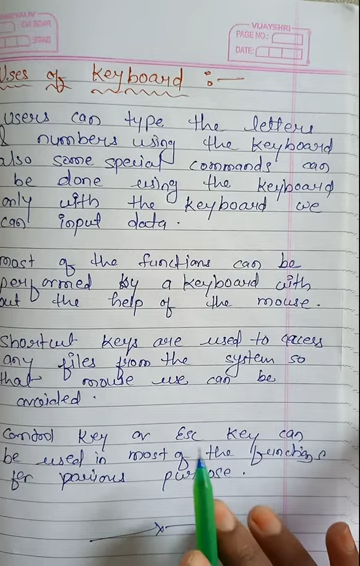 VIJAYSHRI
PAGE NO.:
DATE:
Uses of Keyboard :-
users can type the letters
& numbers using the Keyboard
also some special commands can
be done using the Keyboard
only with the Keyboard we
can input data.
most of the functions can be
performed by a keyboard with
out the help of the mouse.
Shortcut Keys are used to access
any files from the system so
that mouse use can be
avoided.
Control Key or Esc Key can
be used in most of the functions
for various purpose.